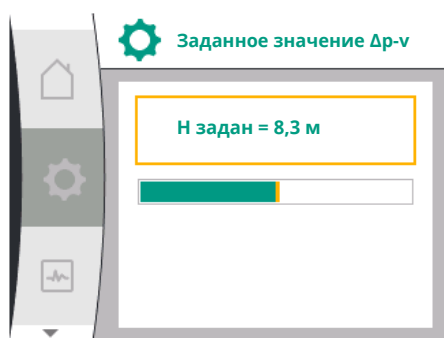 Заданное значение Δp-v
H задан = 8,3 м